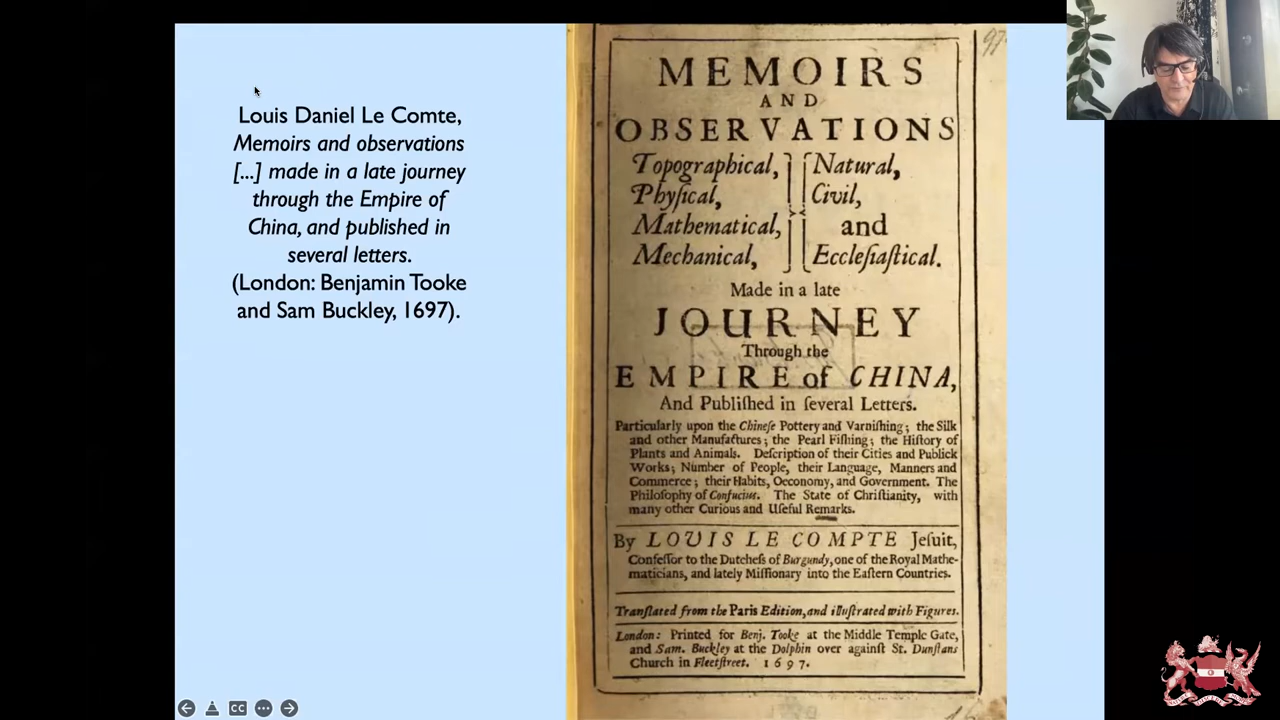 Louis Daniel Le Comte,
Memoirs and observations
[...] made in a late journey
through the Empire of
China, and published in
several letters.
(London: Benjamin Tooke
and Sam Buckley, 1697).
97
MEMOIRS
AND
OBSERVATIONS
Topographical, Natural,
Phyſical, Civil,
Mathematical, and
Mechanical, Eccleſiaſtical.
Made in a late
JOURNEY
Through the
EMPIRE of CHINA,
And Publiſhed in ſeveral Letters.
Particularly upon the Chineſe Pottery and Varniſhing; the Silk
and other Manufactures; the Pearl Fiſhing; the Hiſtory of
Plants and Animals. Deſcription of their Cities and Publick
Works; Number of People, their Language, Manners and
Commerce; their Habits, Oeconomy, and Government. The
Philoſophy of Confucius. The State of Chriſtianity, with
many other Curious and Uſeful Remarks.
By LOUIS LE COMPTE Jeſuit,
Confeſſor to the Dutcheſs of Burgundy, one of the Royal Mathe-
maticians, and lately Miſſionary into the Eaſtern Countries.
Tranſlated from the Paris Edition, and illuſtrated with Figures.
London: Printed for Benj. Tooke at the Middle Temple Gate,
and Sam. Buckley at the Dolphin over againſt St. Dunſtans
Church in Fleetſtreet. 1697.
CC